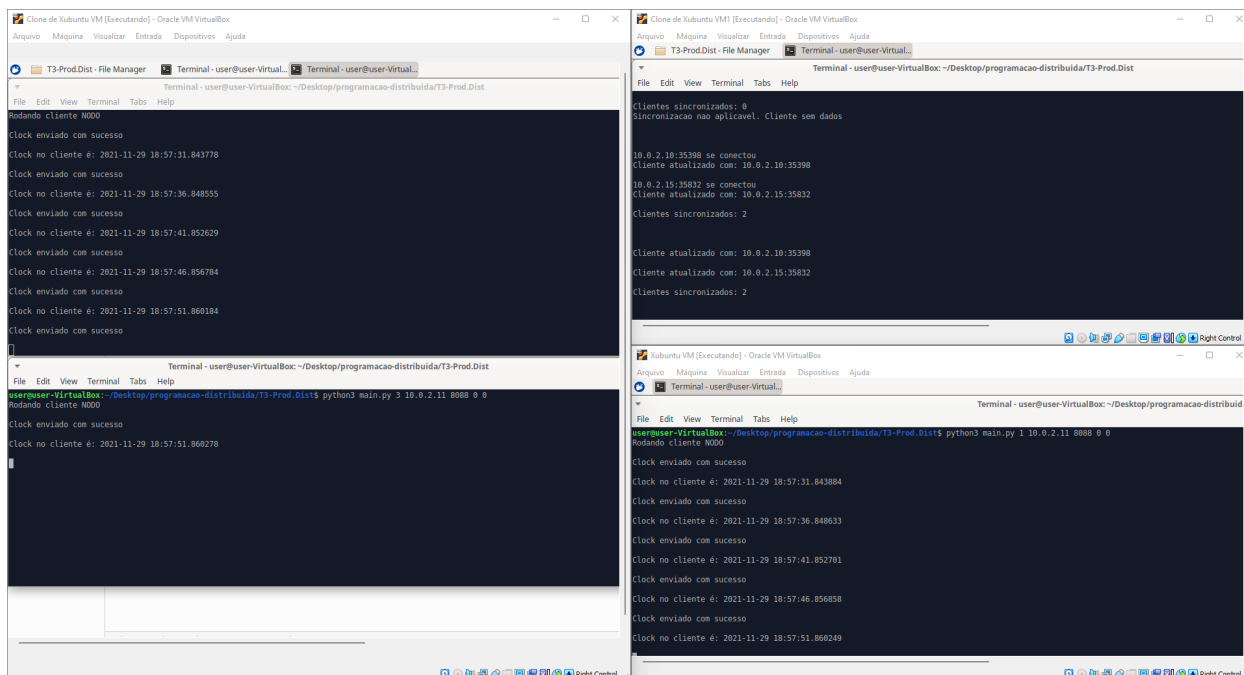 Clone de Xubuntu VM [Executando] - Oracle VM VirtualBox
Arquivo Máquina Visualizar Entrada Dispositivos Ajuda
T3-Prod.Dist - File Manager Terminal - user@user-Virtual... Terminal - user@user-Virtual...
Terminal - user@user-VirtualBox: ~/Desktop/programacao-distribuida/T3-Prod.Dist
File Edit View Terminal Tabs Help
Rodando cliente NODO
Clock enviado com sucesso
Clock no cliente é: 2021-11-29 18:57:31.843778
Clock enviado com sucesso
Clock no cliente é: 2021-11-29 18:57:36.848555
Clock enviado com sucesso
Clock no cliente é: 2021-11-29 18:57:41.852629
Clock enviado com sucesso
Clock no cliente é: 2021-11-29 18:57:46.856784
Clock enviado com sucesso
Clock no cliente é: 2021-11-29 18:57:51.860184
Clock enviado com sucesso
Terminal - user@user-VirtualBox: ~/Desktop/programacao-distribuida/T3-Prod.Dist
File Edit View Terminal Tabs Help
user@user-VirtualBox:~/Desktop/programacao-distribuida/T3-Prod.Dist$ python3 main.py 3 10.0.2.11 8088 0 0
Rodando cliente NODO
Clock enviado com sucesso
Clock no cliente é: 2021-11-29 18:57:51.860278
Right Control
Clone de Xubuntu VM1 [Executando] - Oracle VM VirtualBox
Arquivo Máquina Visualizar Entrada Dispositivos Ajuda
T3-Prod.Dist - File Manager Terminal - user@user-Virtual...
Terminal - user@user-VirtualBox: ~/Desktop/programacao-distribuida/T3-Prod.Dist
File Edit View Terminal Tabs Help
Clientes sincronizados: 0
Sincronizacao nao aplicavel. Cliente sem dados
10.0.2.10:35398 se conectou
Cliente atualizado com: 10.0.2.10:35398
10.0.2.15:35832 se conectou
Cliente atualizado com: 10.0.2.15:35832
Clientes sincronizados: 2
Cliente atualizado com: 10.0.2.10:35398
Cliente atualizado com: 10.0.2.15:35832
Clientes sincronizados: 2
Right Control
Xubuntu VM [Executando] - Oracle VM VirtualBox
Arquivo Máquina Visualizar Entrada Dispositivos Ajuda
Terminal - user@user-Virtual...
Terminal - user@user-VirtualBox: ~/Desktop/programacao-distribuid
File Edit View Terminal Tabs Help
user@user-VirtualBox:~/Desktop/programacao-distribuida/T3-Prod.Dist$ python3 main.py 1 10.0.2.11 8088 0 0
Rodando cliente NODO
Clock enviado com sucesso
Clock no cliente é: 2021-11-29 18:57:31.843884
Clock enviado com sucesso
Clock no cliente é: 2021-11-29 18:57:36.848633
Clock enviado com sucesso
Clock no cliente é: 2021-11-29 18:57:41.852701
Clock enviado com sucesso
Clock no cliente é: 2021-11-29 18:57:46.856858
Clock enviado com sucesso
Clock no cliente é: 2021-11-29 18:57:51.860249
Right Control